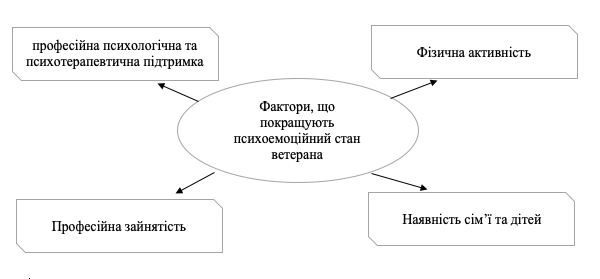 професійна психологічна та
психотерапевтична підтримка
Фізична активність
Фактори, що
покращують
психоемоційний стан
ветерана
Професійна зайнятість
Наявність сім’ї та дітей